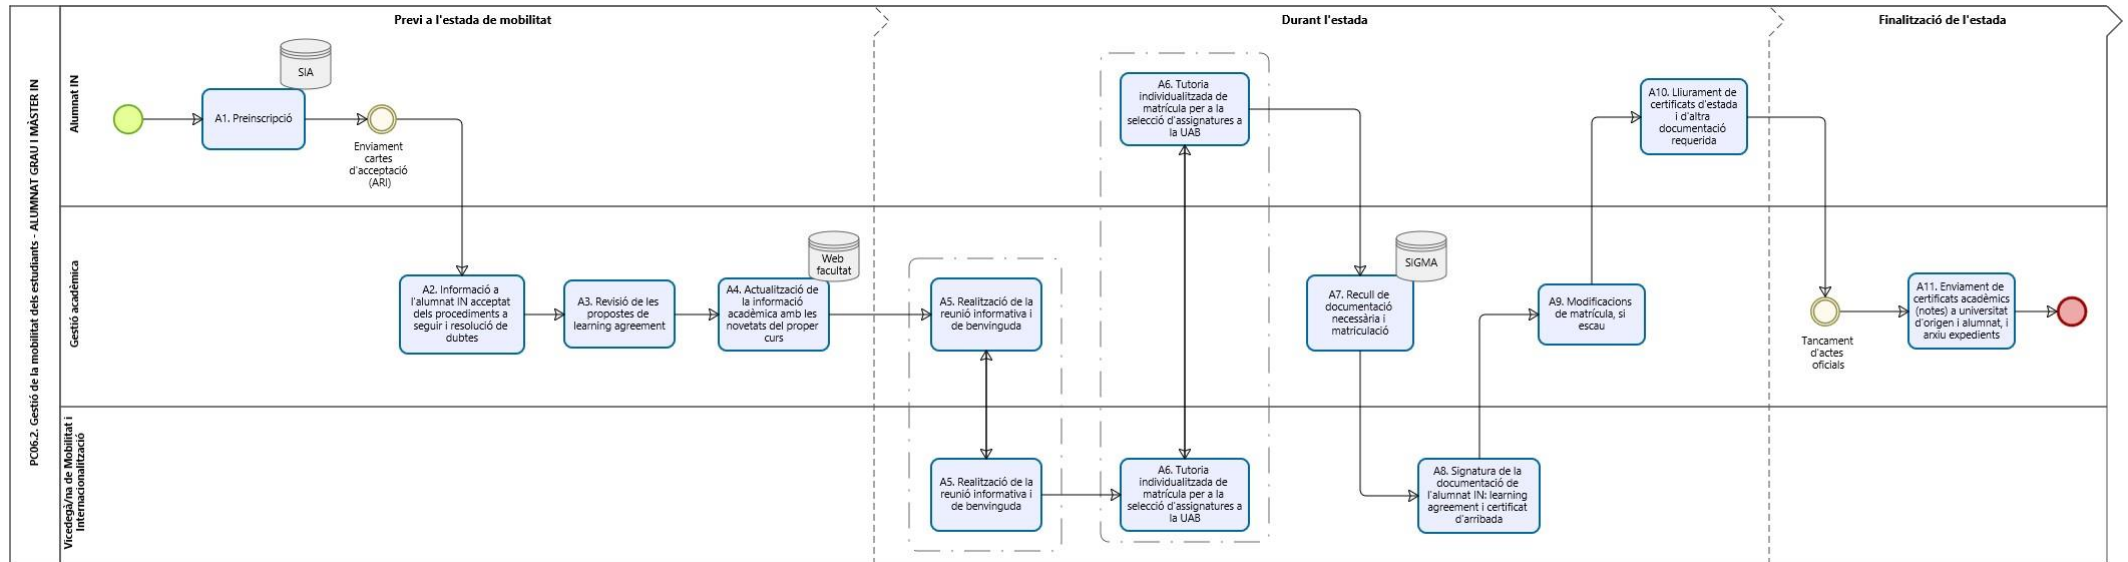 PC06.2. Gestió de la mobilitat dels estudiants - ALUMNAT GRAU I MÀSTER IN
Previ a l'estada de mobilitat
Durant l'estada
Finalització de l'estada
Alumnat IN
SIA
A1. Preinscripció
Enviament
cartes
d'acceptació
(ARI)
A6. Tutoria
individualitzada de
matrícula per a la
selecció d'assignatures a
la UAB
A10. Lliurament de
certificats d'estada
i d'altra
documentació
requerida
Gestió acadèmica
A2. Informació a
l'alumnat IN acceptat
dels procediments a
seguir i resolució de
dubtes
A3. Revisió de les
propostes de
learning agreement
Web
facultat
A4. Actualització de
la informació
acadèmica amb les
novetats del proper
curs
A5. Realització de la
reunió informativa i
de benvinguda
SIGMA
A7. Recull de
documentació
necessària i
matriculació
A9. Modificacions
de matrícula, si
escau
Tancament
d'actes
oficials
A11. Enviament de
certificats acadèmics
(notes) a universitat
d'origen i alumnat, i
arxiu expedients
Vicedegà/na de Mobilitat i
Internacionalització
A5. Realització de la
reunió informativa i
de benvinguda
A6. Tutoria
individualitzada de
matrícula per a la
selecció d'assignatures a
la UAB
A8. Signatura de la
documentació de
l'alumnat IN: learning
agreement i certificat
d'arribada